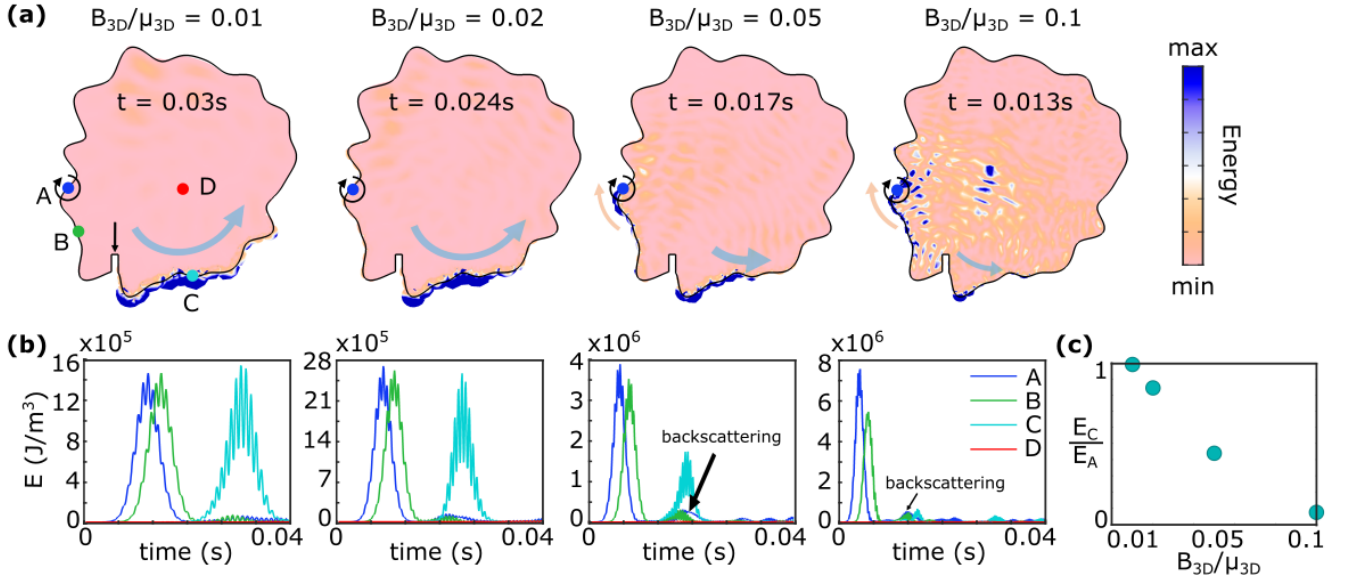 (a)
B3D/μ3D = 0.01
B3D/μ3D = 0.02
B3D/μ3D = 0.05
B3D/μ3D = 0.1
max
t = 0.03s
t = 0.024s
t = 0.017s
t = 0.013s
Energy
A
D
B
C
min
(b)
x10^5
x10^5
x10^6
x10^6
(c)
E (J/m^3)
16
12
8
4
0
0
0.04
time (s)
28
21
14
7
0
0
0.04
time (s)
4
3
2
1
0
backscattering
0
0.04
time (s)
8
6
4
2
0
A
B
C
D
backscattering
0
0.04
time (s)
1
EC
EA
0
0.01
0.05
0.1
B3D/μ3D